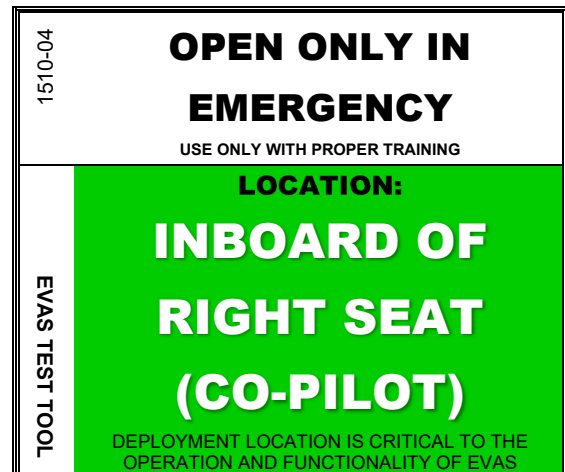 1510-04
OPEN ONLY IN
EMERGENCY
USE ONLY WITH PROPER TRAINING
EVAS TEST TOOL
LOCATION:
INBOARD OF
RIGHT SEAT
(CO-PILOT)
DEPLOYMENT LOCATION IS CRITICAL TO THE
OPERATION AND FUNCTIONALITY OF EVAS